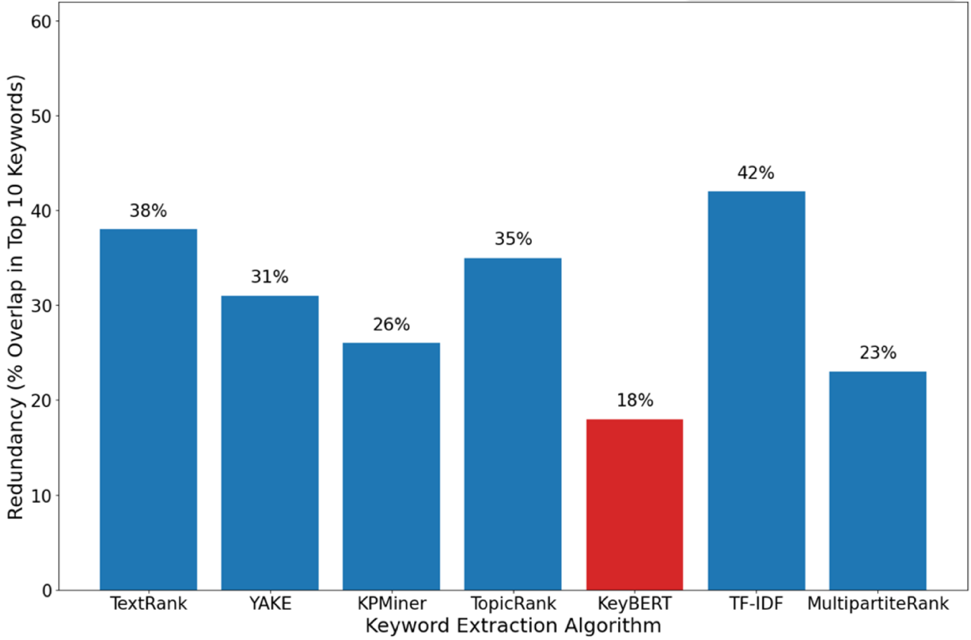 Redundancy (% Overlap in Top 10 Keywords)
60
50
40
30
20
10
0
38%
31%
26%
35%
18%
42%
23%
TextRank
YAKE
KPMiner
TopicRank
KeyBERT
TF-IDF
MultipartiteRank
Keyword Extraction Algorithm